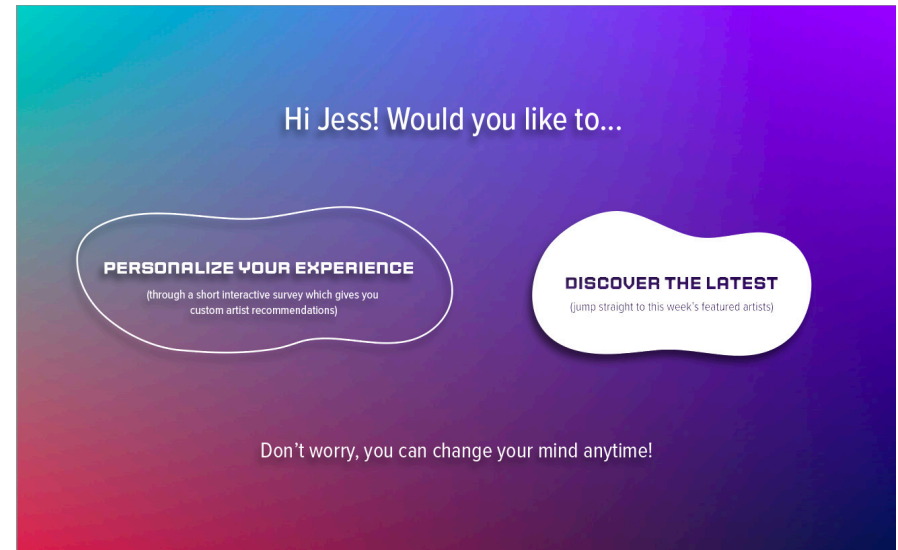 Hi Jess! Would you like to...
PERSONALIZE YOUR EXPERIENCE
(through a short interactive survey which gives you
custom artist recommendations)
DISCOVER THE LATEST
(jump straight to this week's featured artists)
Don't worry, you can change your mind anytime!